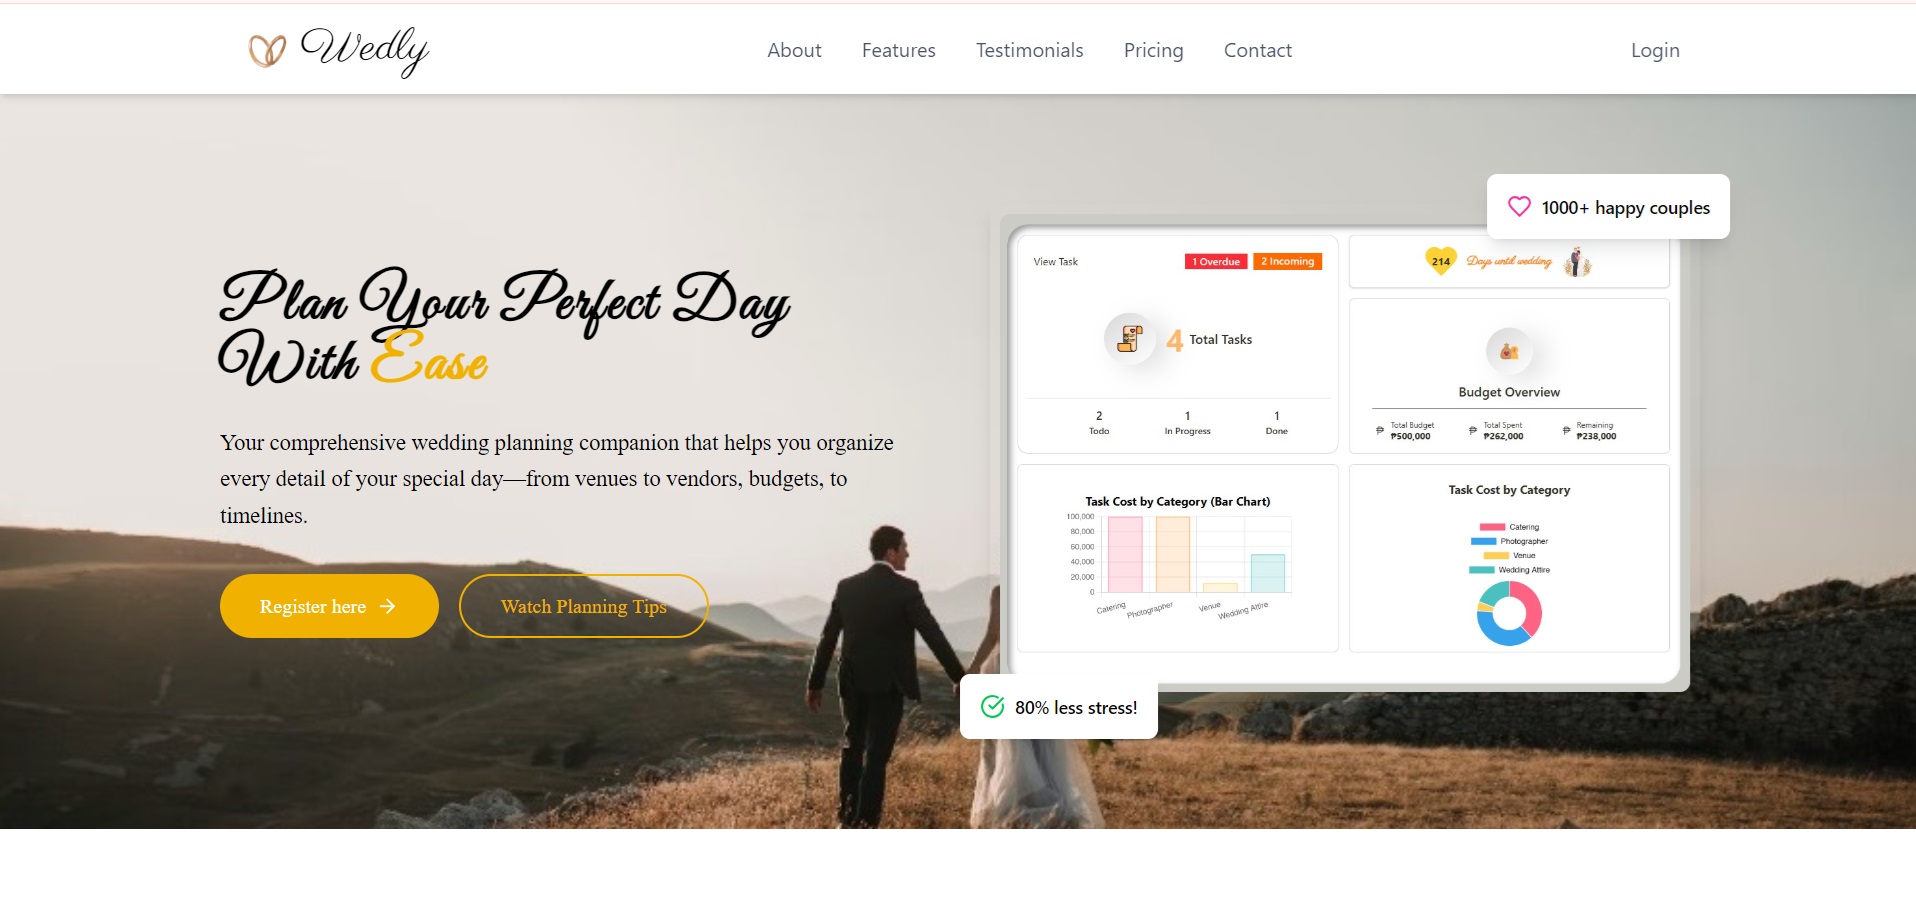 Wedly
About Features Testimonials Pricing Contact Login
Plan Your Perfect Day
With Ease
Your comprehensive wedding planning companion that helps you organize
every detail of your special day—from venues to vendors, budgets, to
timelines.
Register here
Watch Planning Tips
1000+ happy couples
View Task 1 Overdue 2 Incoming
4 Total Tasks
2 1 1
Todo In Progress Done
214 Days until wedding
Budget Overview
Total Budget Total Spent Remaining
₱ ₱500,000 ₱ ₱262,000 ₱ ₱238,000
Task Cost by Category (Bar Chart)
100,000
80,000
60,000
40,000
20,000
0
Catering Photographer Venue Wedding Attire
Task Cost by Category
Catering
Photographer
Venue
Wedding Attire
80% less stress!